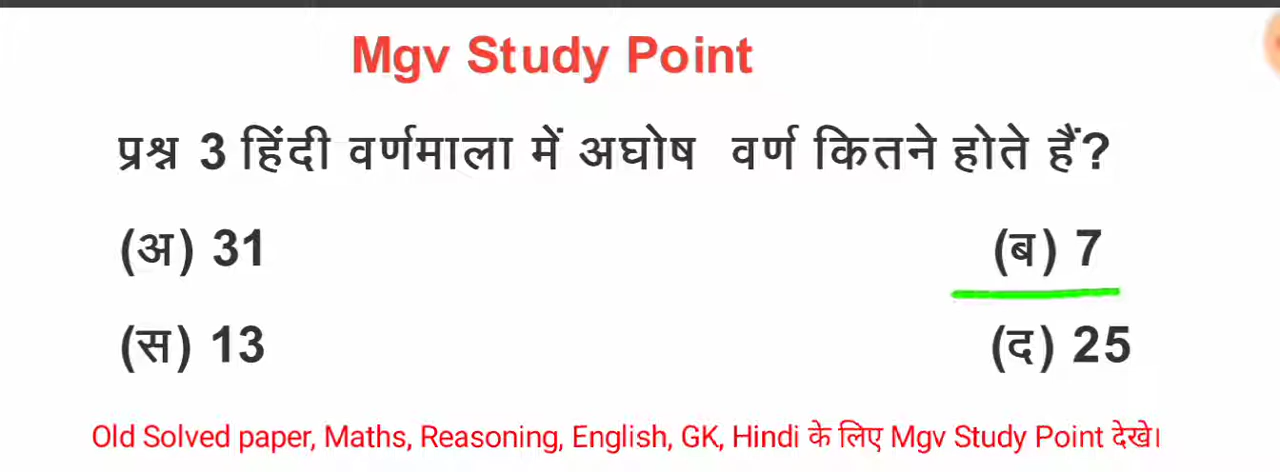 Mgv Study Point
प्रश्न 3 हिंदी वर्णमाला में अघोष वर्ण कितने होते हैं?
(अ) 31 (ब) 7
(स) 13 (द) 25
Old Solved paper, Maths, Reasoning, English, GK, Hindi के लिए Mgv Study Point देखे।